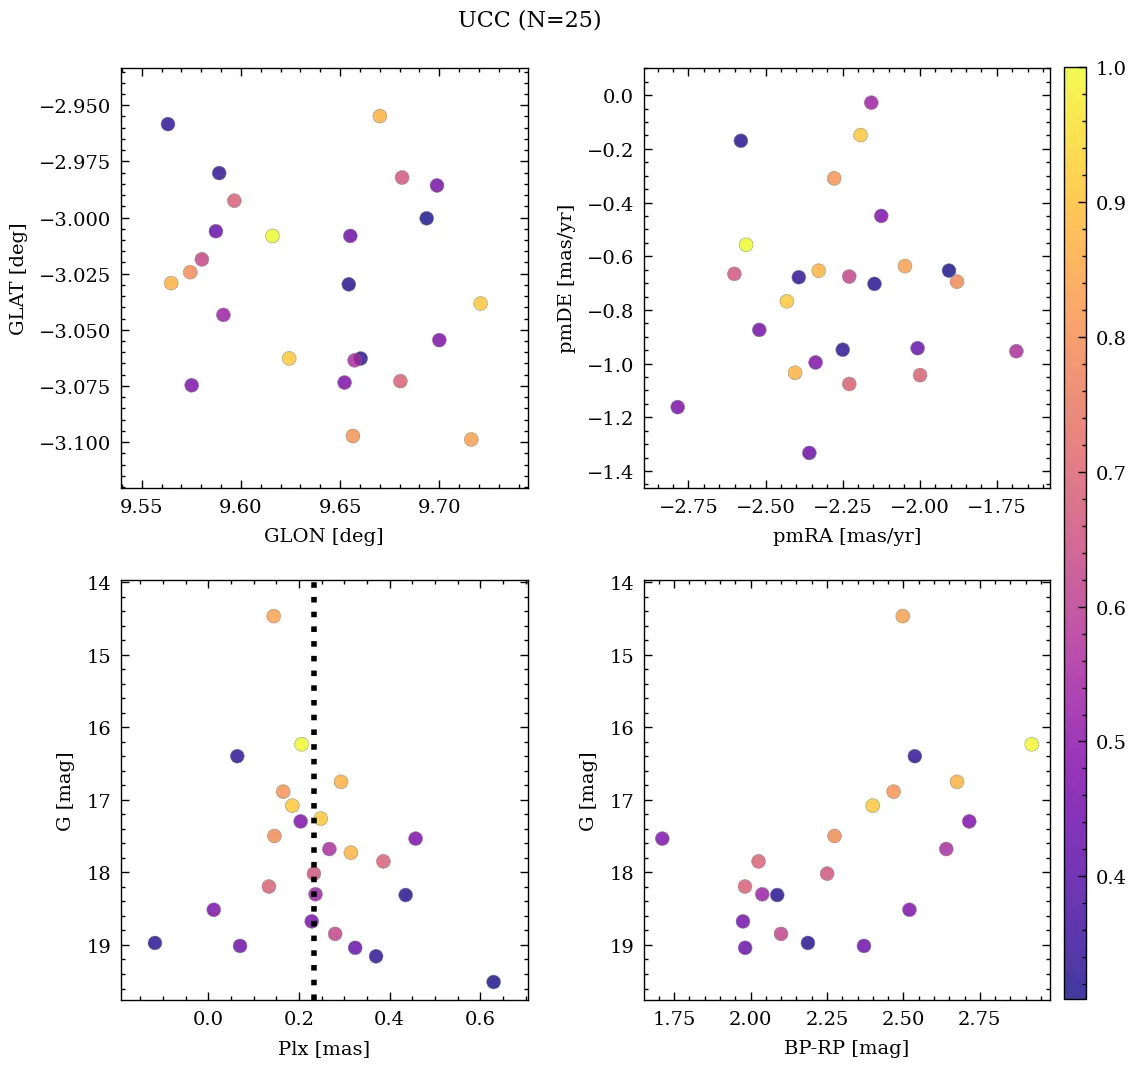 UCC (N=25)
−2.950
−2.975
−3.000
−3.025
−3.050
−3.075
−3.100
GLAT [deg]
9.55 9.60 9.65 9.70
GLON [deg]
0.0
−0.2
−0.4
−0.6
−0.8
−1.0
−1.2
−1.4
pmDE [mas/yr]
−2.75 −2.50 −2.25 −2.00 −1.75
pmRA [mas/yr]
1.0
0.9
0.8
0.7
0.6
0.5
0.4
14
15
16
17
18
19
G [mag]
0.0 0.2 0.4 0.6
Plx [mas]
14
15
16
17
18
19
G [mag]
1.75 2.00 2.25 2.50 2.75
BP-RP [mag]